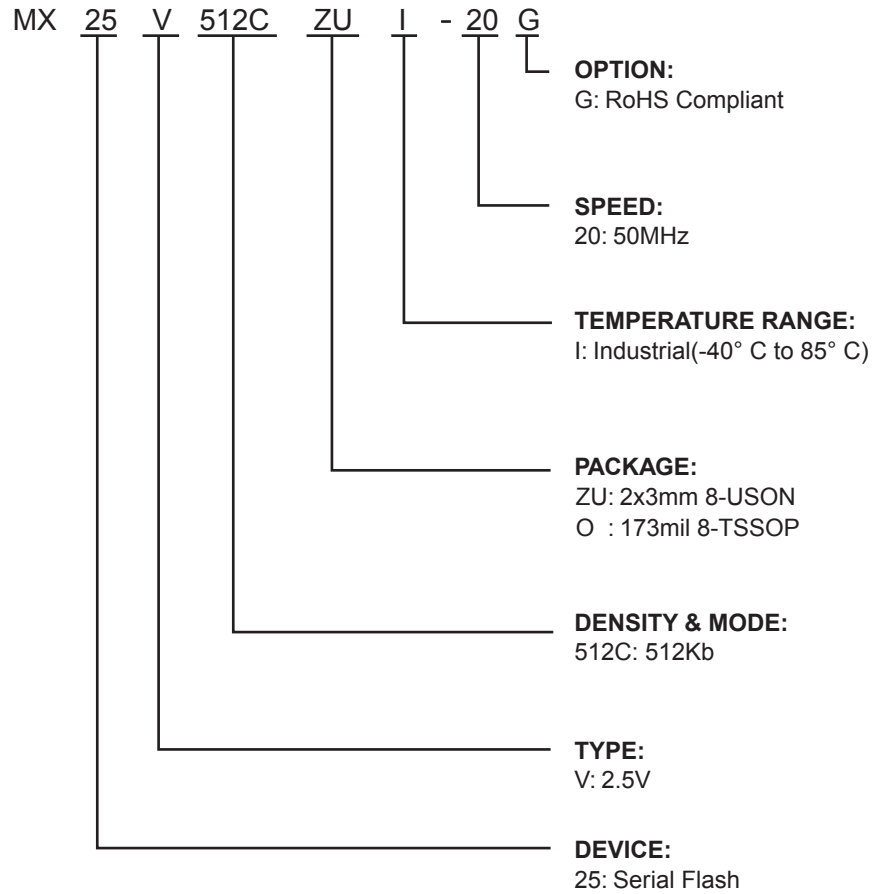 MX 25 V 512C ZU I - 20 G
OPTION:
G: RoHS Compliant
SPEED:
20: 50MHz
TEMPERATURE RANGE:
I: Industrial(-40° C to 85° C)
PACKAGE:
ZU: 2x3mm 8-USON
O : 173mil 8-TSSOP
DENSITY & MODE:
512C: 512Kb
TYPE:
V: 2.5V
DEVICE:
25: Serial Flash